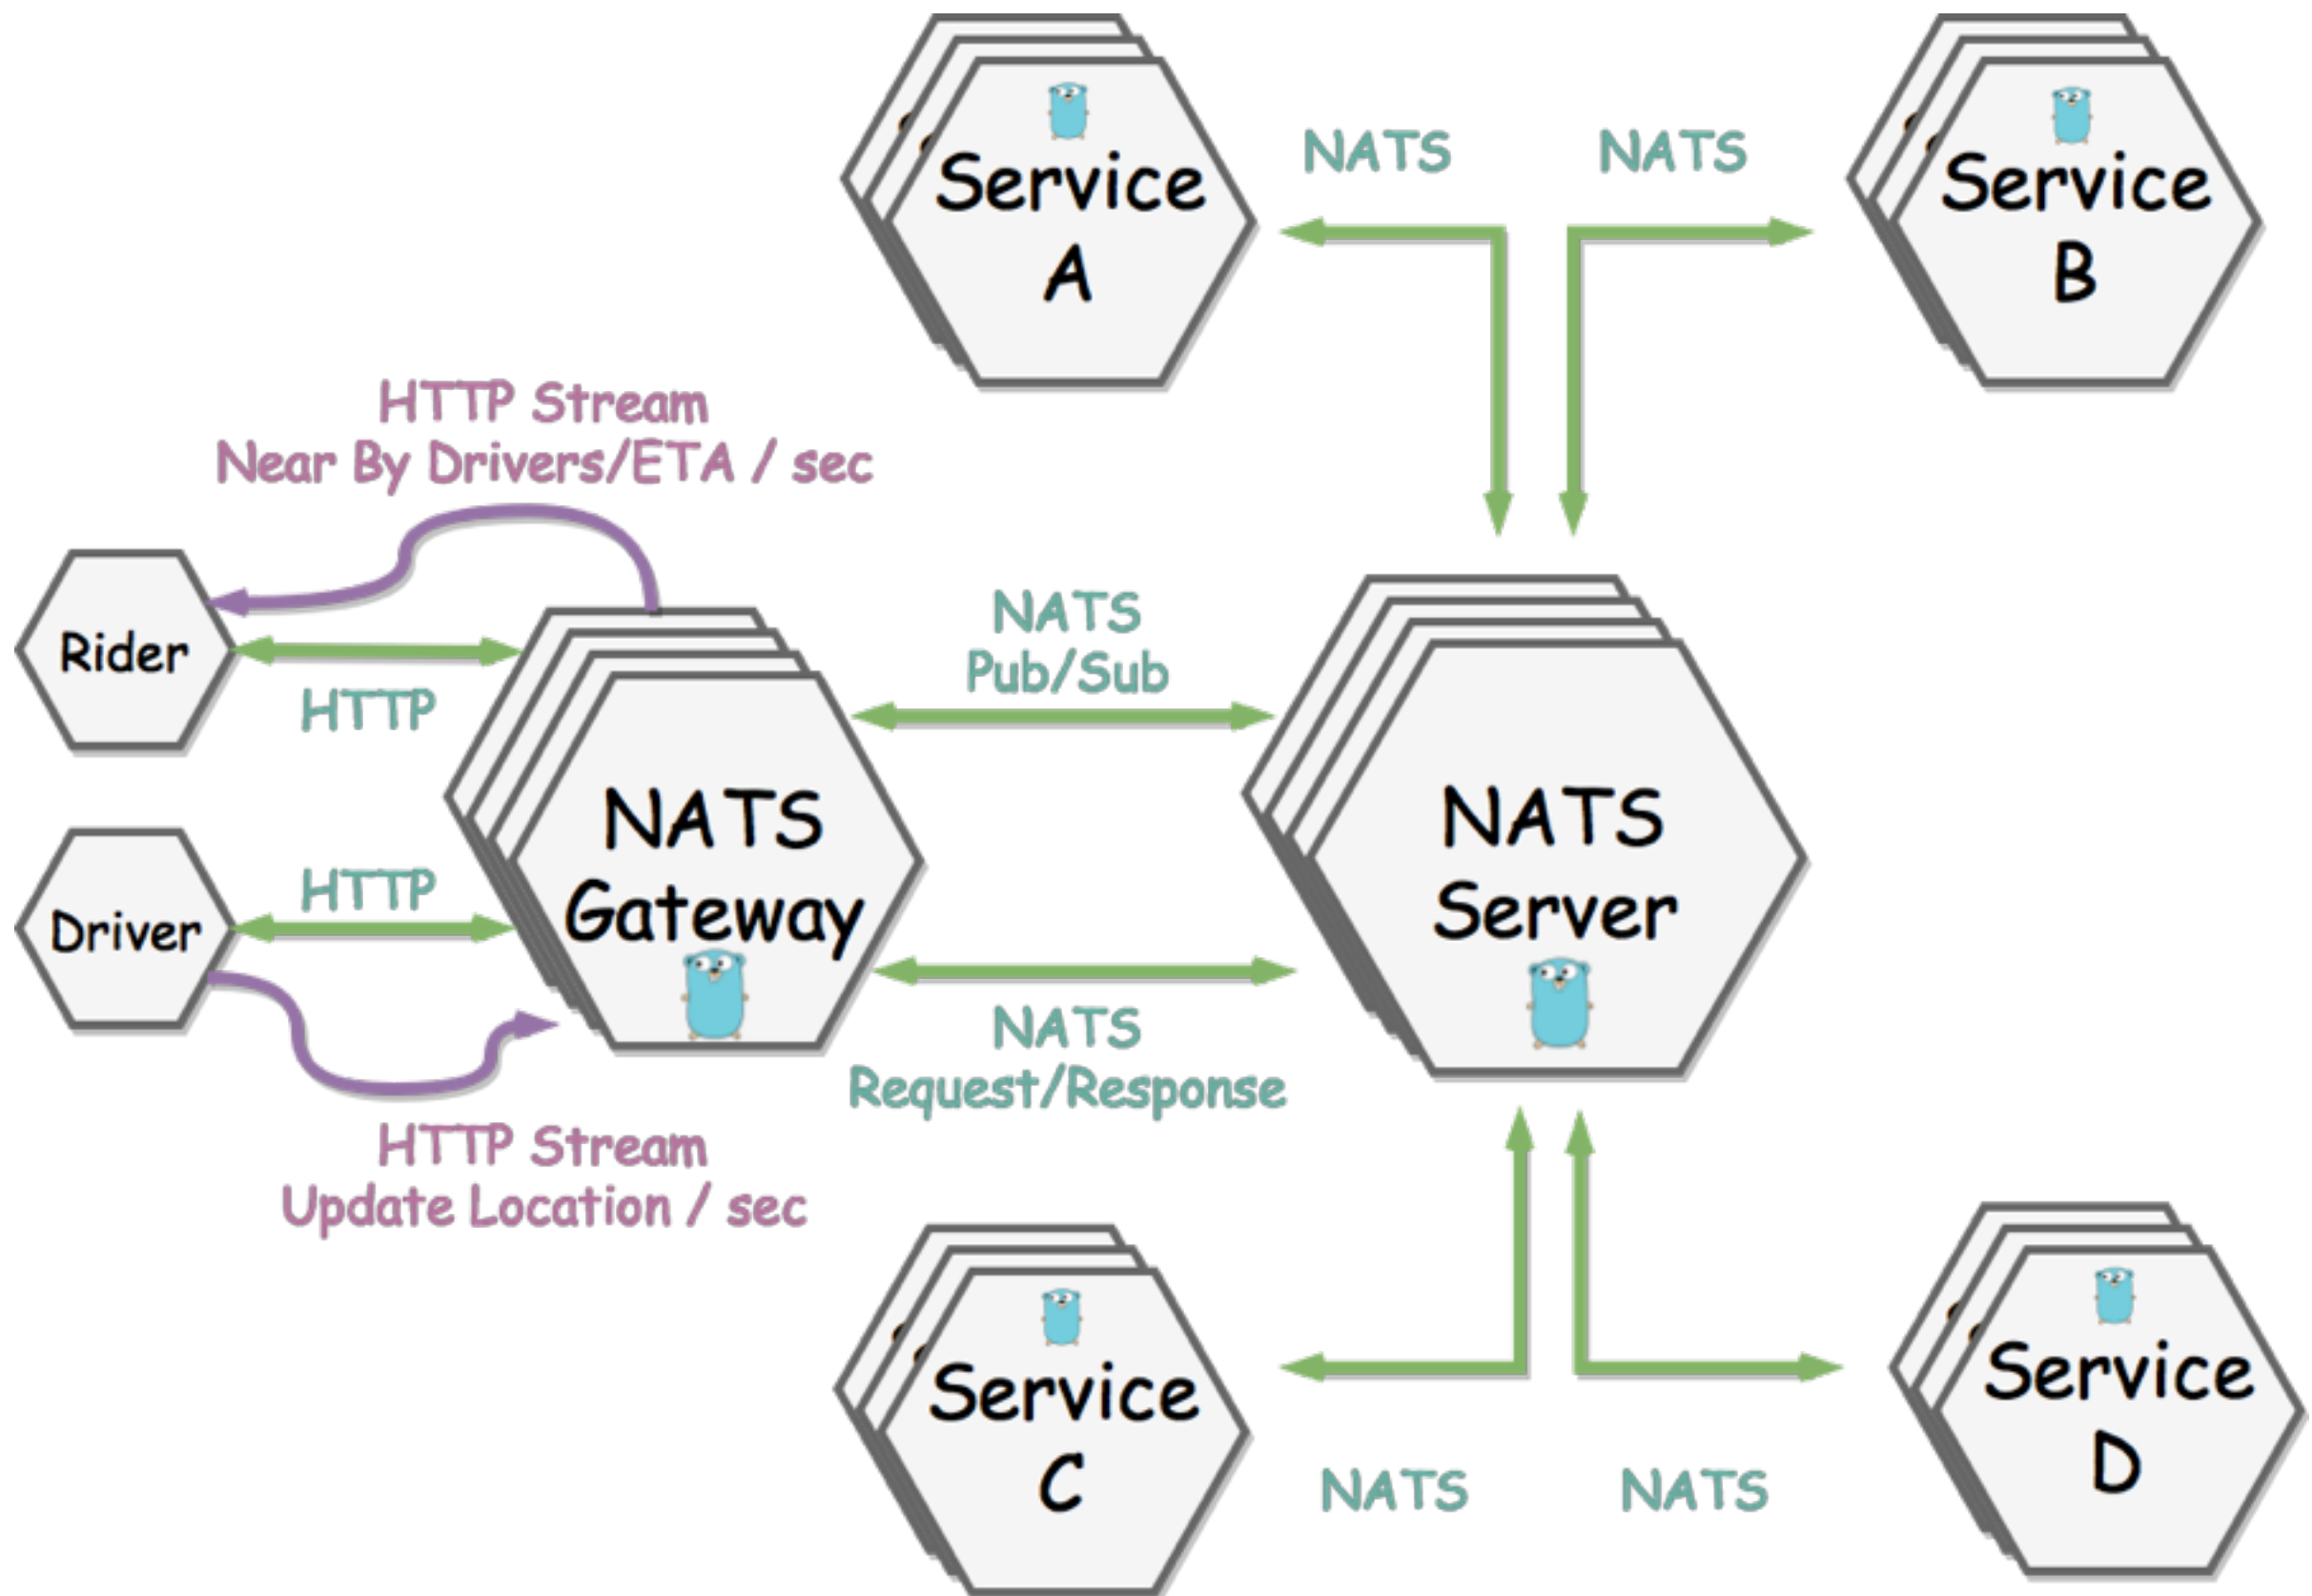 Service
A
NATS
NATS
Service
B
HTTP Stream
Near By Drivers/ETA / sec
Rider
HTTP
NATS
Pub/Sub
NATS
Gateway
NATS
Server
Driver
HTTP
NATS
Request/Response
HTTP Stream
Update Location / sec
Service
C
NATS
NATS
Service
D